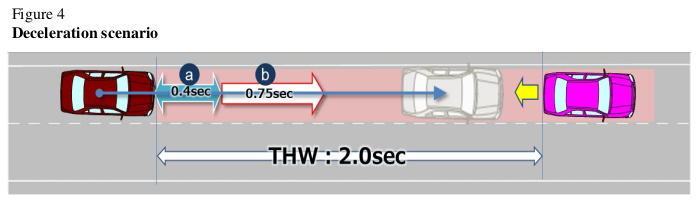 Figure 4
Deceleration scenario
a
b
0.4sec
0.75sec
THW : 2.0sec